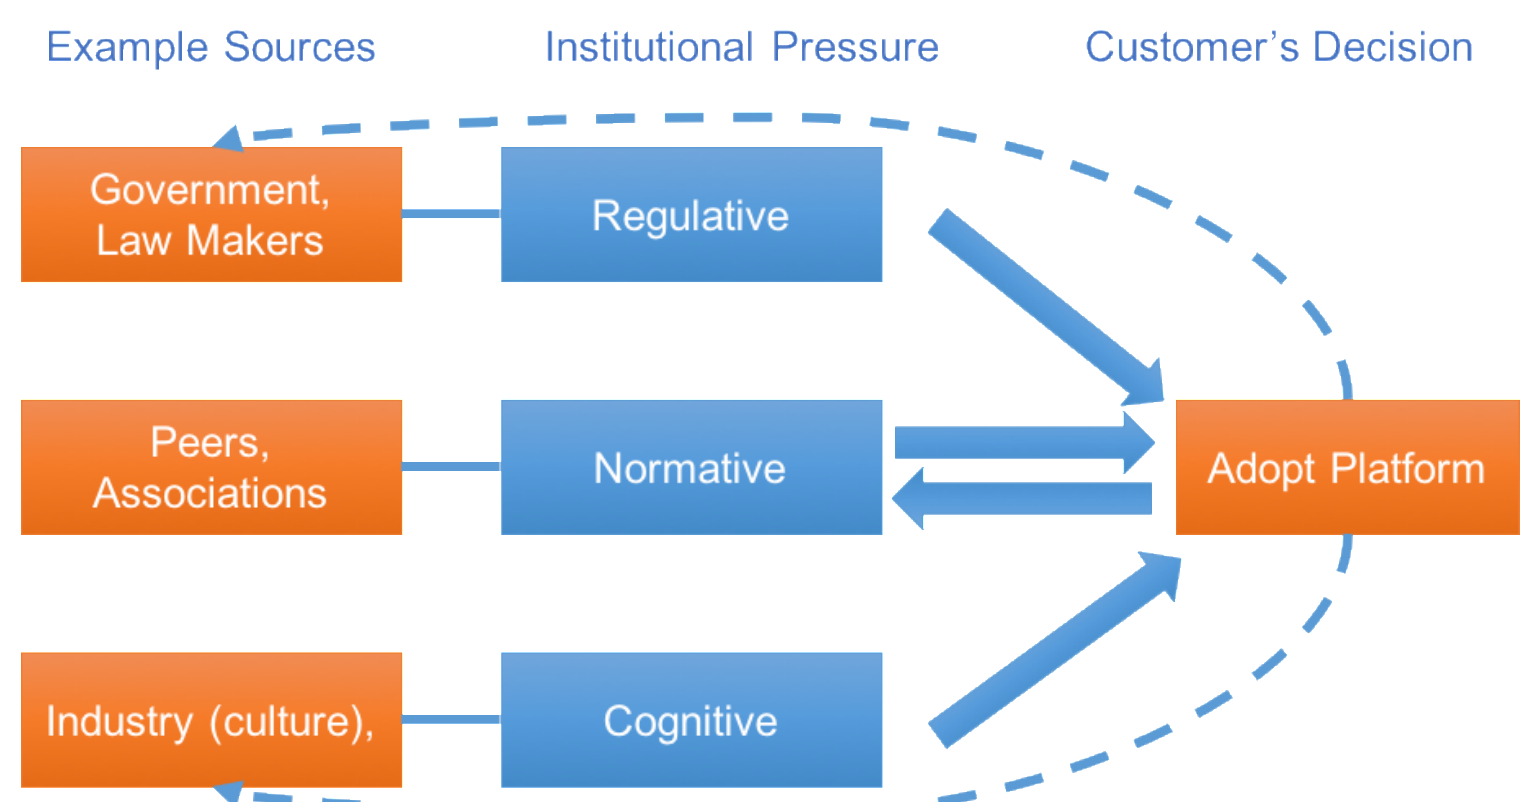 Example Sources
Institutional Pressure
Customer’s Decision
Government,
Law Makers
Regulative
Peers,
Associations
Normative
Adopt Platform
Industry (culture),
Cognitive